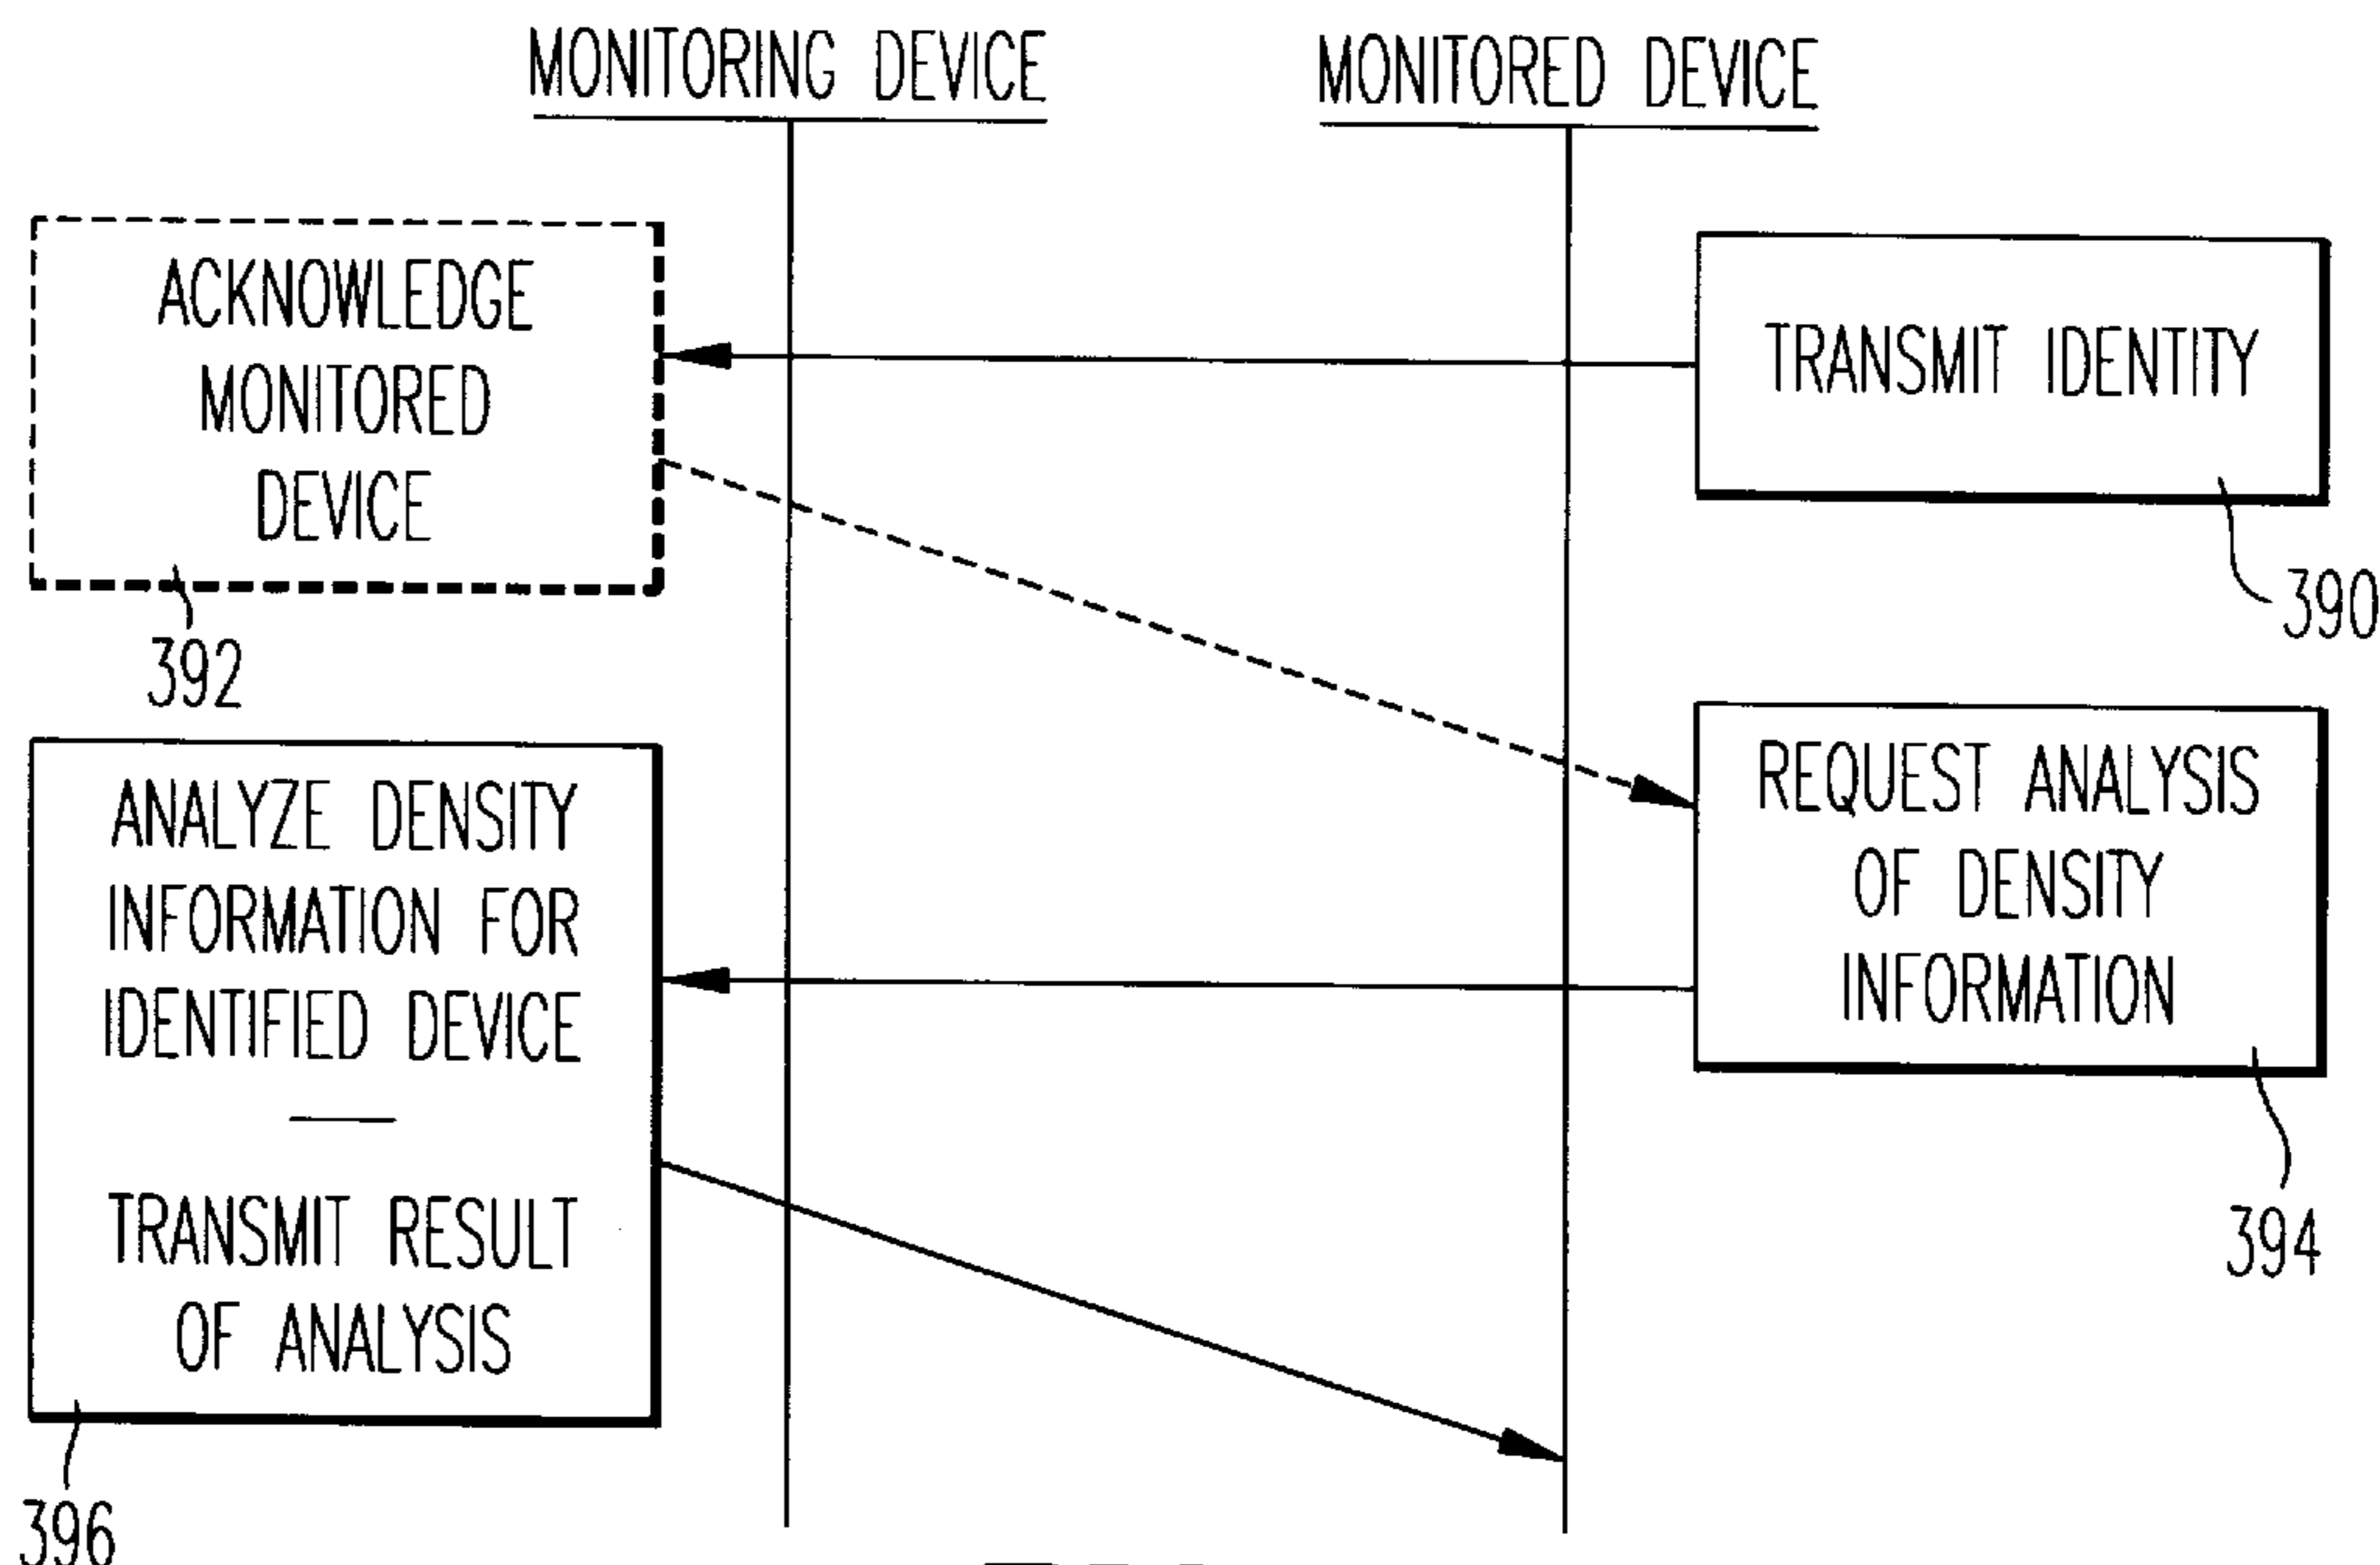 MONITORING DEVICE
MONITORED DEVICE
ACKNOWLEDGE
MONITORED
DEVICE
392
TRANSMIT IDENTITY
390
REQUEST ANALYSIS
OF DENSITY
INFORMATION
394
ANALYZE DENSITY
INFORMATION FOR
IDENTIFIED DEVICE
TRANSMIT RESULT
OF ANALYSIS
396